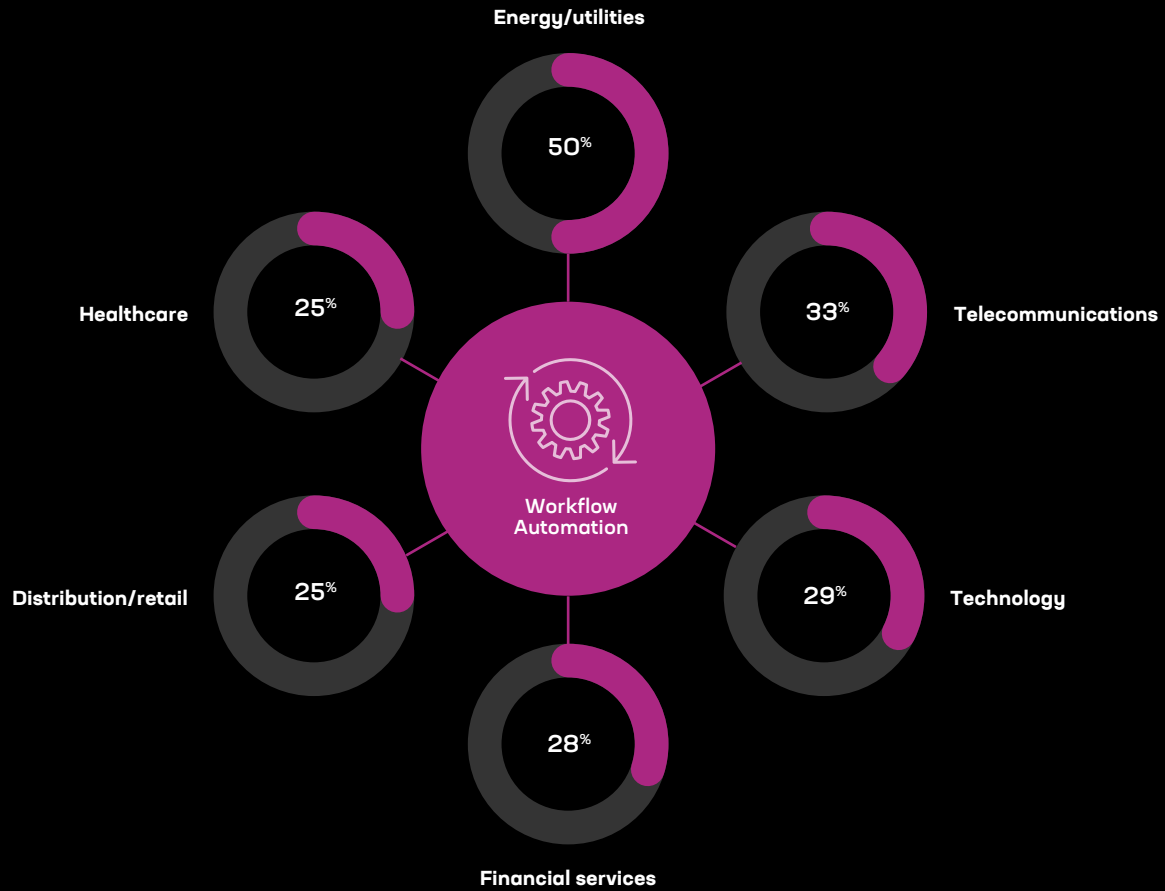 Energy/utilities
50%
Healthcare
25%
33%
Telecommunications
Workflow
Automation
Distribution/retail
25%
29%
Technology
28%
Financial services